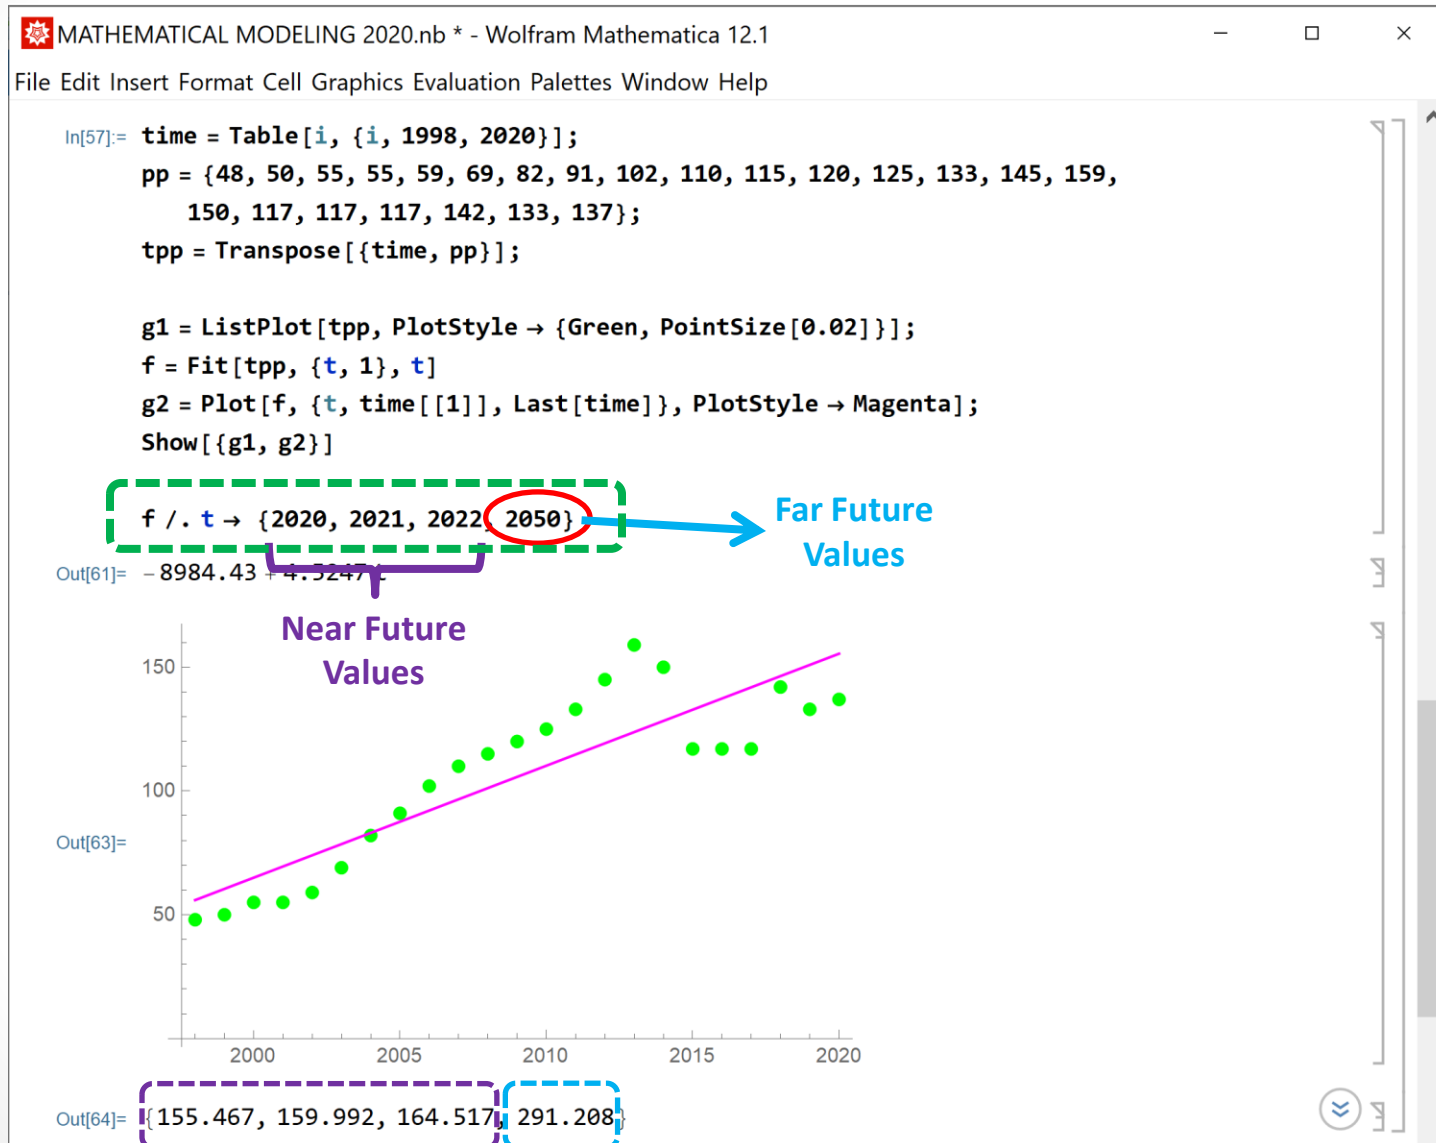 MATHEMATICAL MODELING 2020.nb * - Wolfram Mathematica 12.1
File Edit Insert Format Cell Graphics Evaluation Palettes Window Help
In[57]:= time = Table[i, {i, 1998, 2020}];
pp = {48, 50, 55, 55, 59, 69, 82, 91, 102, 110, 115, 120, 125, 133, 145, 159,
150, 117, 117, 117, 142, 133, 137};
tpp = Transpose[{time, pp}];
g1 = ListPlot[tpp, PlotStyle → {Green, PointSize[0.02]}];
f = Fit[tpp, {t, 1}, t]
g2 = Plot[f, {t, time[[1]], Last[time]}, PlotStyle → Magenta];
Show[{g1, g2}]
f /. t → {2020, 2021, 2022, 2050}
Far Future
Values
Out[61]= -8984.43 + 4.5247 t
Near Future
Values
150
100
Out[63]=
50
2000 2005 2010 2015 2020
Out[64]= {155.467, 159.992, 164.517, 291.208}